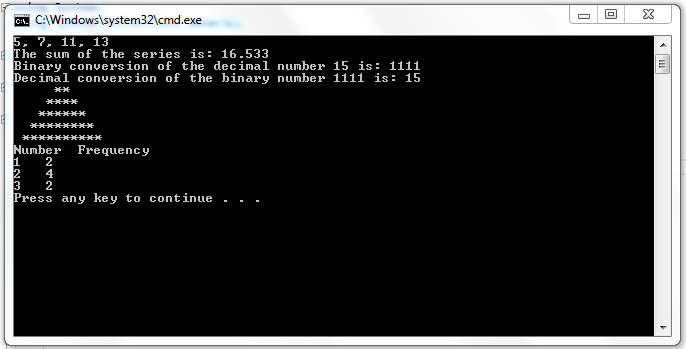 C:\Windows\system32\cmd.exe
5, 7, 11, 13
The sum of the series is: 16.533
Binary conversion of the decimal number 15 is: 1111
Decimal conversion of the binary number 1111 is: 15
     **
    ****
   ******
  ********
 **********
Number  Frequency
1   2
2   4
3   2
Press any key to continue . . .